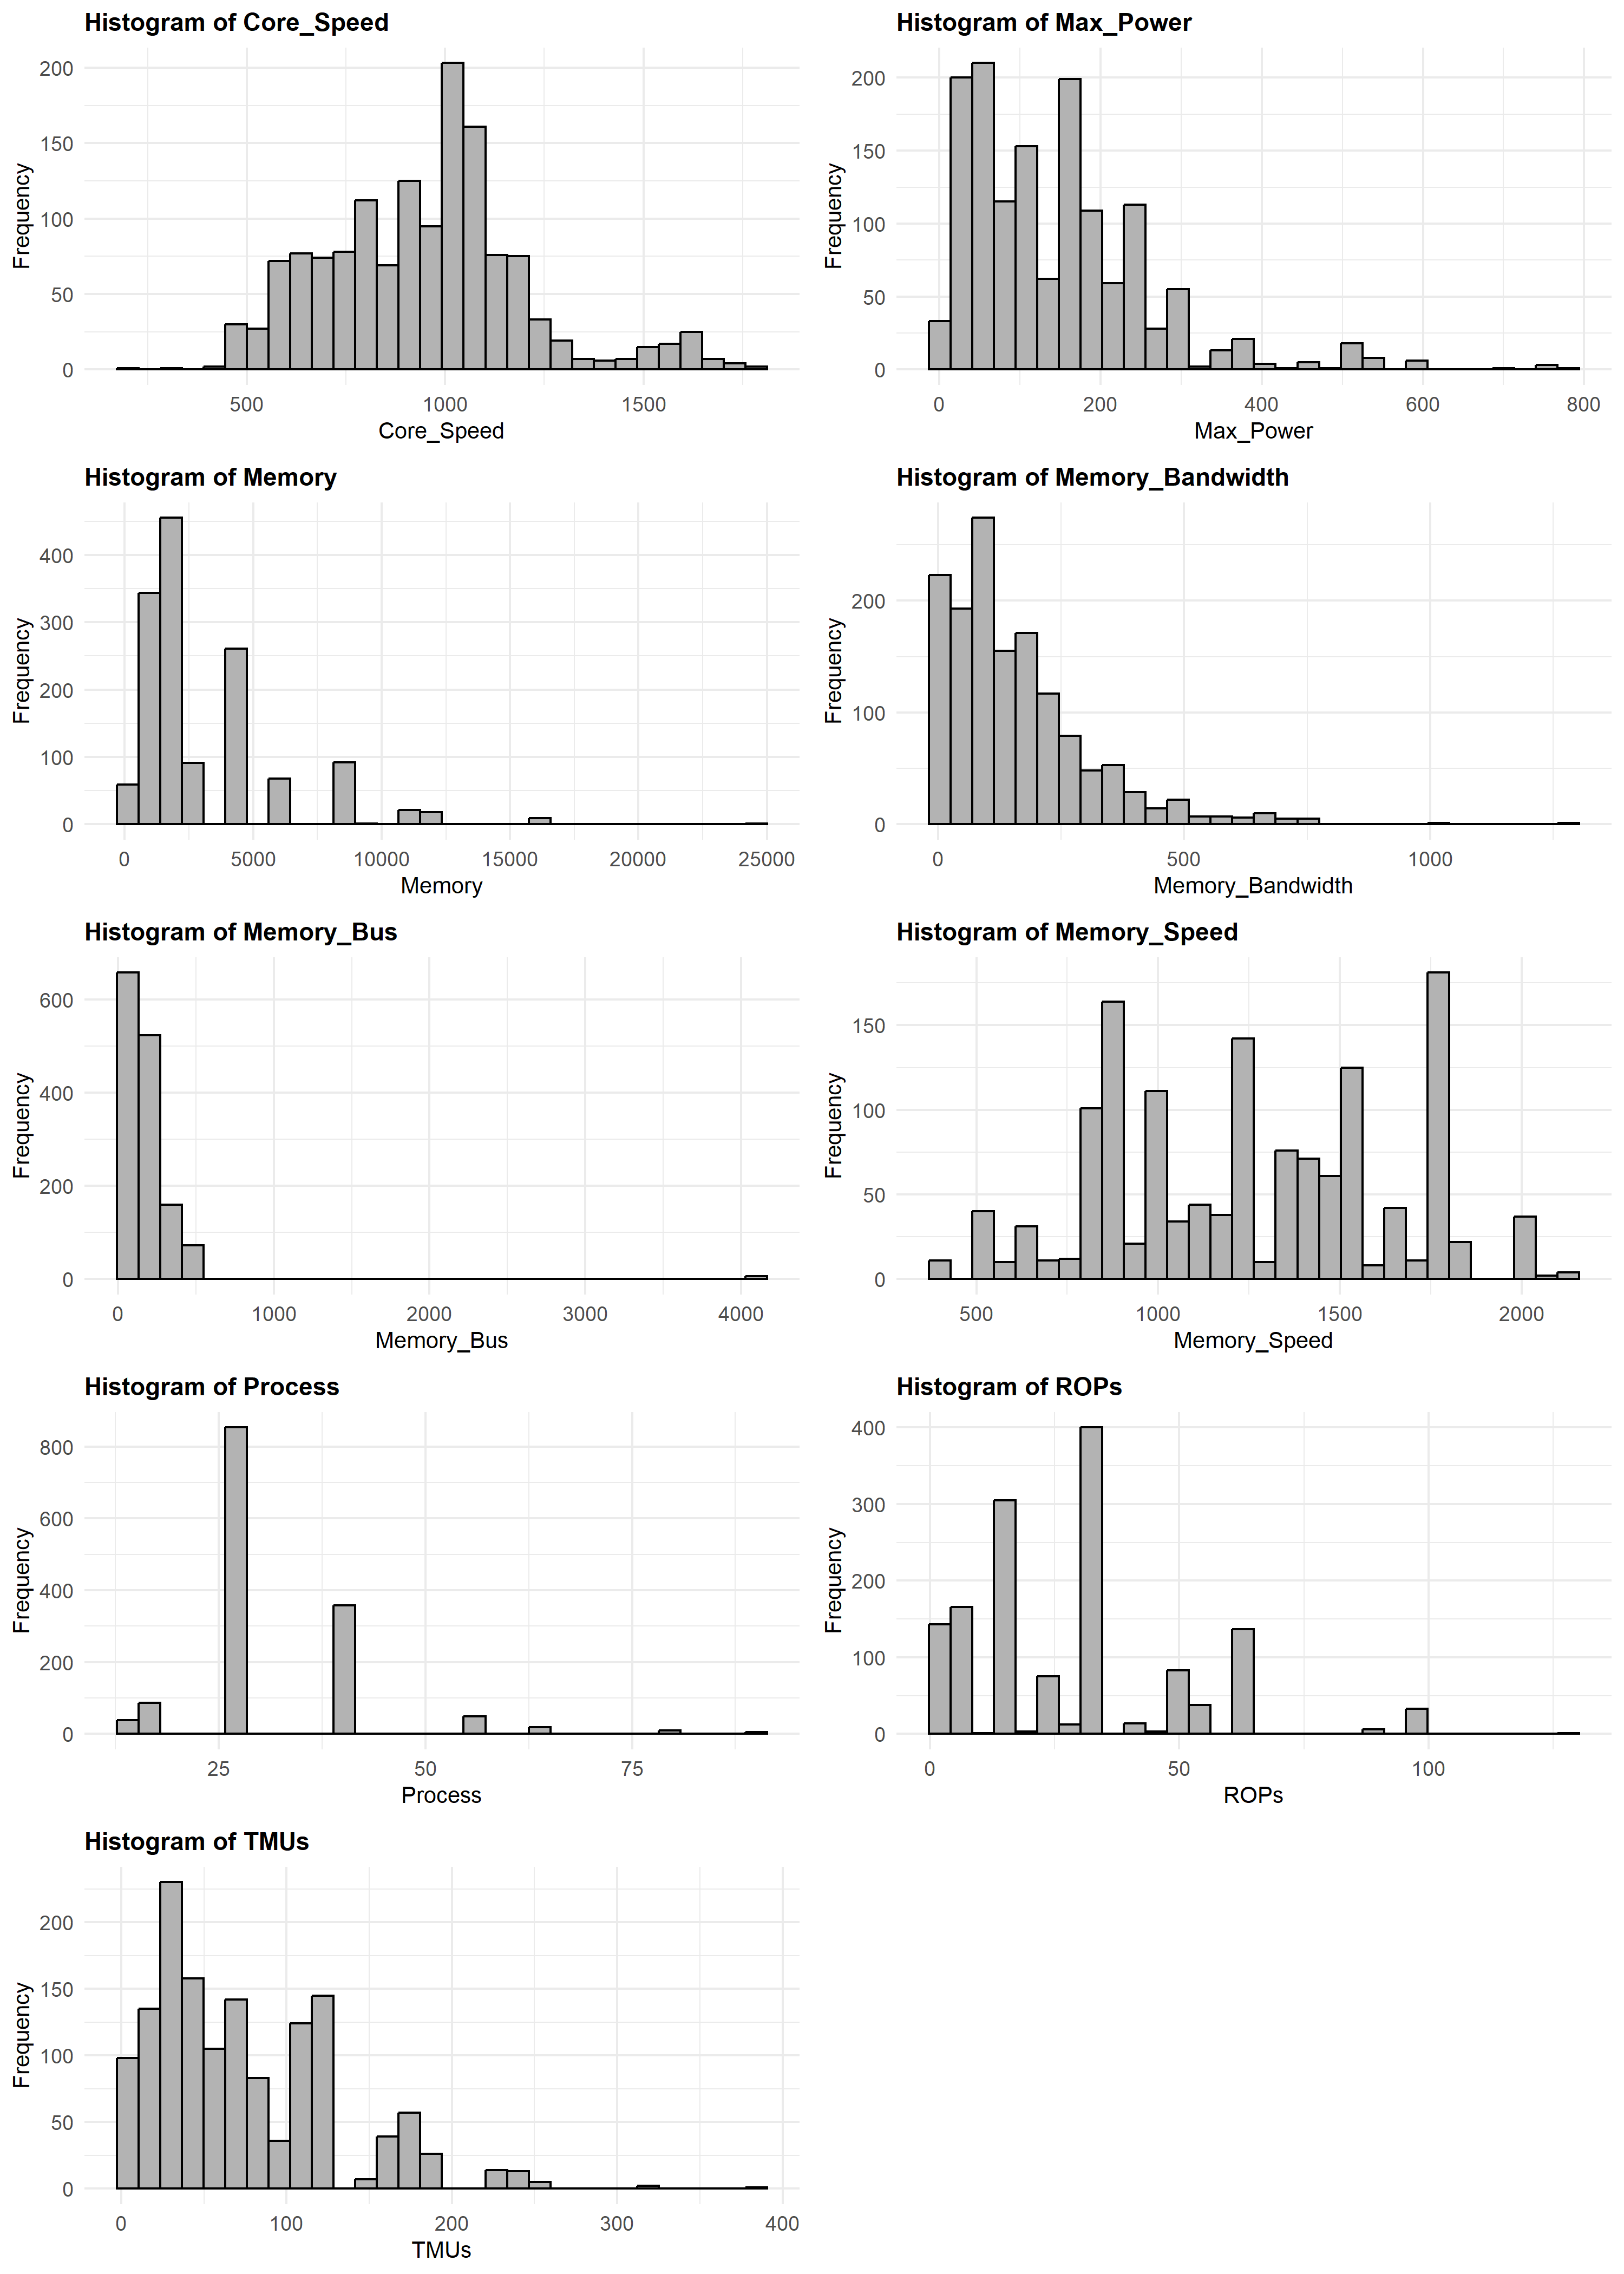 Histogram of Core_Speed
Frequency
200
150
100
50
0
500 1000 1500
Core_Speed
Histogram of Max_Power
Frequency
200
150
100
50
0
0 200 400 600 800
Max_Power
Histogram of Memory
Frequency
400
300
200
100
0
0 5000 10000 15000 20000 25000
Memory
Histogram of Memory_Bandwidth
Frequency
200
100
0
0 500 1000
Memory_Bandwidth
Histogram of Memory_Bus
Frequency
600
400
200
0
0 1000 2000 3000 4000
Memory_Bus
Histogram of Memory_Speed
Frequency
150
100
50
0
500 1000 1500 2000
Memory_Speed
Histogram of Process
Frequency
800
600
400
200
0
25 50 75
Process
Histogram of ROPs
Frequency
400
300
200
100
0
0 50 100
ROPs
Histogram of TMUs
Frequency
200
150
100
50
0
0 100 200 300 400
TMUs